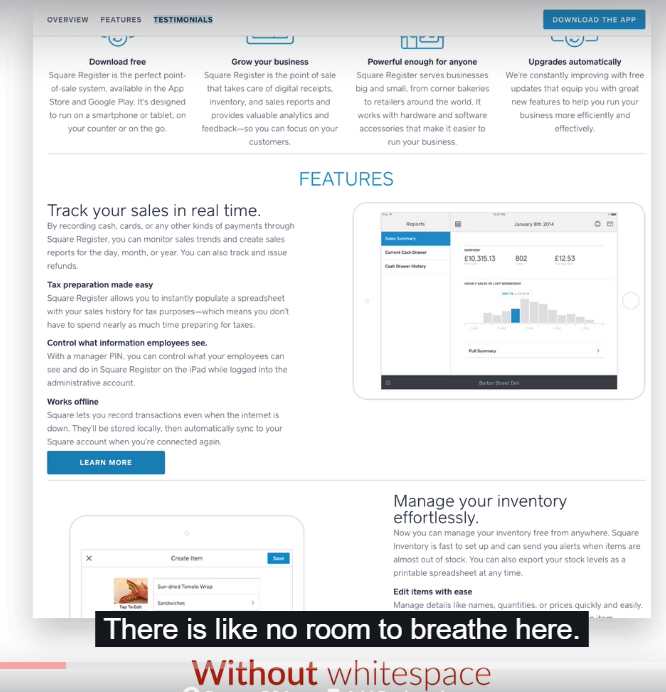 OVERVIEW FEATURES TESTIMONIALS DOWNLOAD THE APP
Download free
Square Register is the perfect point-
of-sale system, available in the App
Store and Google Play. It's designed
to run on a smartphone or tablet, on
your counter or on the go.
Grow your business
Square Register is the point of sale
that takes care of digital receipts,
inventory, and sales reports and
provides valuable analytics and
feedback—so you can focus on your
customers.
Powerful enough for anyone
Square Register serves businesses
big and small, from corner bakeries
to retailers around the world. It
works with hardware and software
accessories that make it easier to
run your business.
Upgrades automatically
We're constantly improving with free
updates that equip you with great
new features to help you run your
business more efficiently and
effectively.
FEATURES
Track your sales in real time.
By recording cash, cards, or any other kinds of payments through
Square Register, you can monitor sales trends and create sales
reports for the day, month, or year. You can also track and issue
refunds.
Tax preparation made easy
Square Register allows you to instantly populate a spreadsheet
with your sales history for tax purposes—which means you don't
have to spend nearly as much time preparing for taxes.
Control what information employees see.
With a manager PIN, you can control what your employees can
see and do in Square Register on the iPad while logged into the
administrative account.
Works offline
Square lets you record transactions even when the internet is
down. They'll be stored locally, then automatically sync to your
Square account when you're connected again.
LEARN MORE
Reports January 8th 2014
Sales Summary
Current Cash Drawer
Cash Drawer History
OVERVIEW
£10,315.13 802 £12.53
HOURLY SALES VS LAST WEDNESDAY
Full Summary
Barton Street Deli
Manage your inventory
effortlessly.
Now you can manage your inventory free from anywhere. Square
Inventory is fast to set up and can send you alerts when items are
almost out of stock. You can also export your stock levels as a
printable spreadsheet at any time.
Edit items with ease
Manage details like names, quantities, or prices quickly and easily.
Create Item Save
Sun-dried Tomato Wrap
Tap To Edit
Sandwiches
There is like no room to breathe here.
Without whitespace